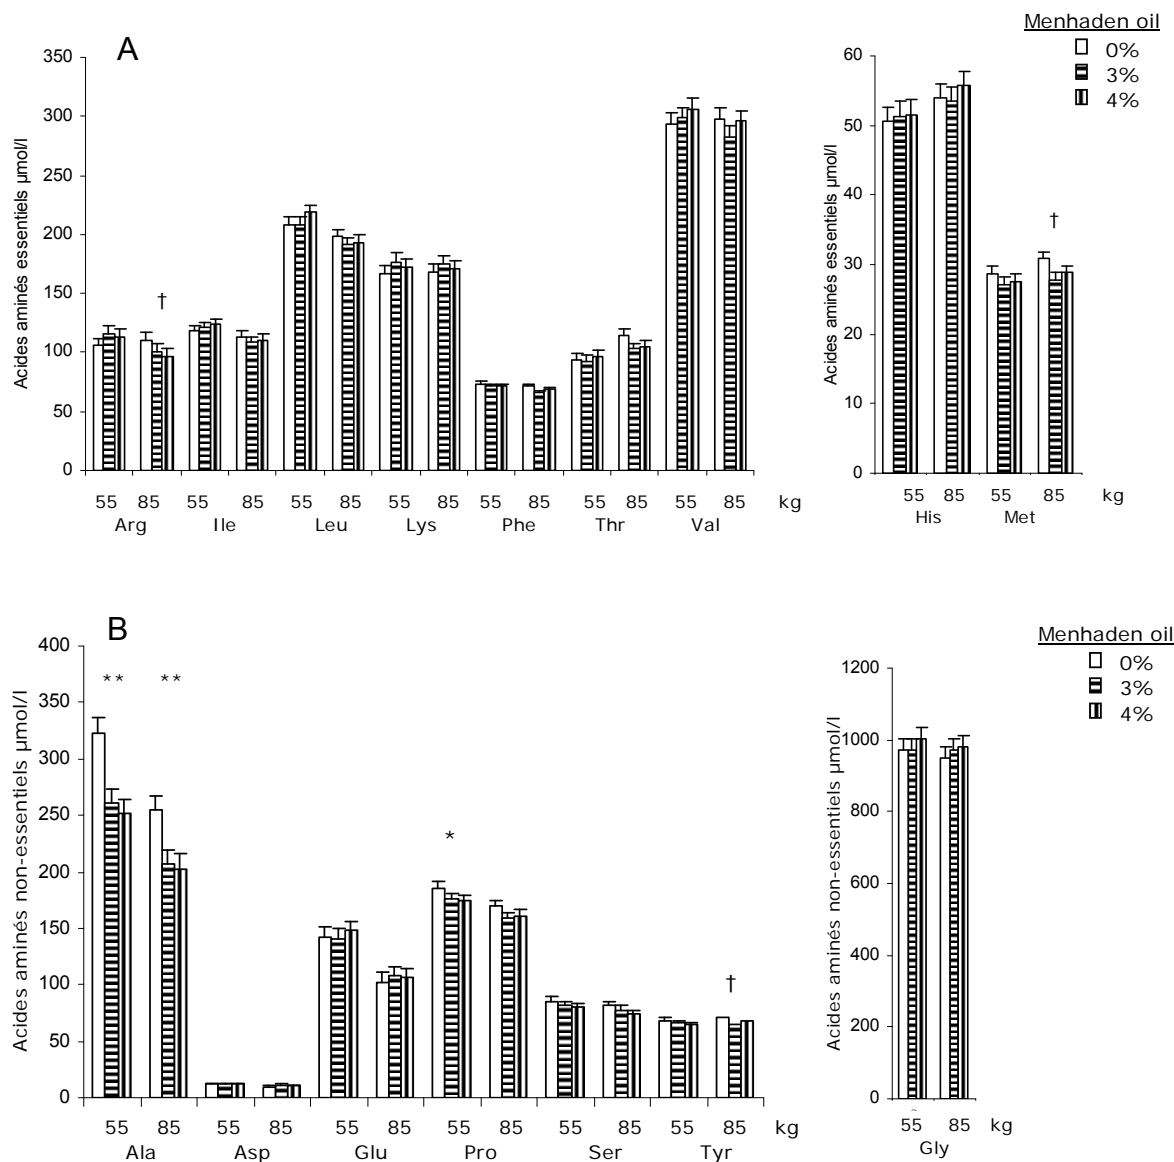 A
Menhaden oil
0%
3%
4%
Acides aminés essentiels µmol/l
350
300
250
200
150
100
50
0
†
55 85 55 85 55 85 55 85 55 85 55 85 55 85 kg
Arg Ile Leu Lys Phe Thr Val
Acides aminés essentiels µmol/l
60
50
40
30
20
10
0
†
55 85 55 85 kg
His Met
B
Menhaden oil
0%
3%
4%
Acides aminés non-essentiels µmol/l
400
350
300
250
200
150
100
50
0
** **
*
†
55 85 55 85 55 85 55 85 55 85 55 85 kg
Ala Asp Glu Pro Ser Tyr
Acides aminés non-essentiels µmol/l
1200
1000
800
600
400
200
0
55 85 kg
Gly